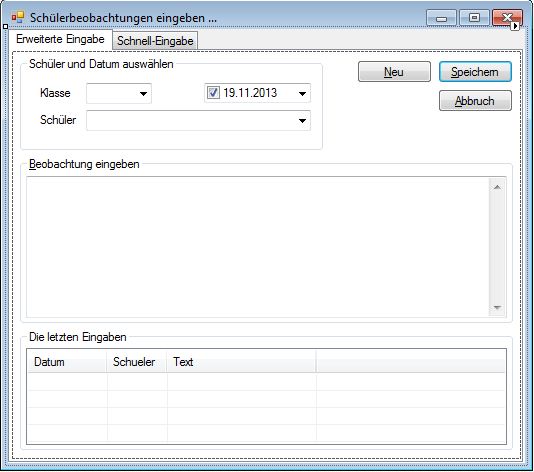 Schülerbeobachtungen eingeben ...
Erweiterte Eingabe Schnell-Eingabe
Schüler und Datum auswählen
Neu Speichern
Klasse 19.11.2013
Abbruch
Schüler
Beobachtung eingeben
Die letzten Eingaben
Datum Schueler Text